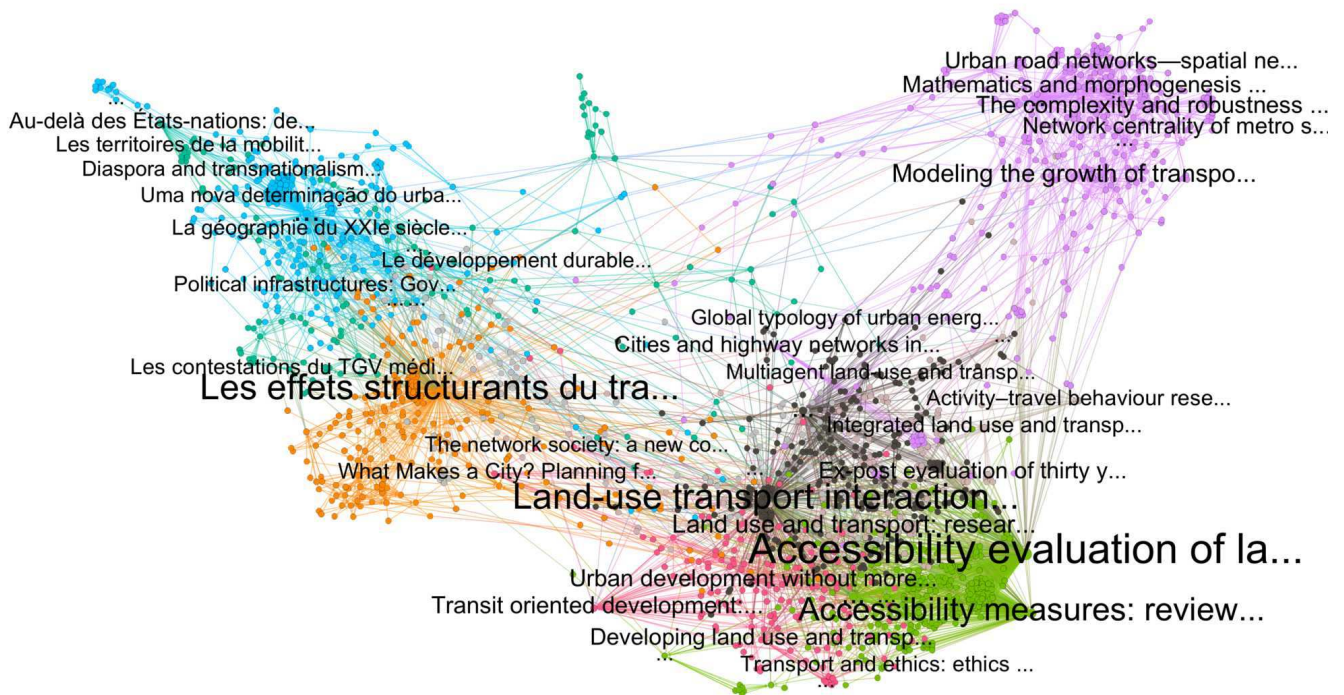 Urban road networks—spatial ne...
Mathematics and morphogenesis ...
The complexity and robustness ...
Network centrality of metro s...
...
Modeling the growth of transpo...
...
Au-delà des États-nations: de...
Les territoires de la mobilit...
Diaspora and transnationalism...
Uma nova determinação do urba...
...
La géographie du XXIe siècle...
Le développement durable...
Political infrastructures: Gov...
......
Les contestations du TGV médi...
Les effets structurants du tra...
The network society: a new co...
What Makes a City? Planning f...
Global typology of urban energ...
...
Cities and highway networks in...
Multiagent land-use and transp...
Activity–travel behaviour rese...
...
Integrated land use and transp...
Ex-post evaluation of thirty y...
...
Land-use transport interaction...
Land use and transport: resear...
Accessibility evaluation of la...
Urban development without more...
... ...
Transit oriented development:...
Accessibility measures: review...
Developing land use and transp...
...
Transport and ethics: ethics ...
...